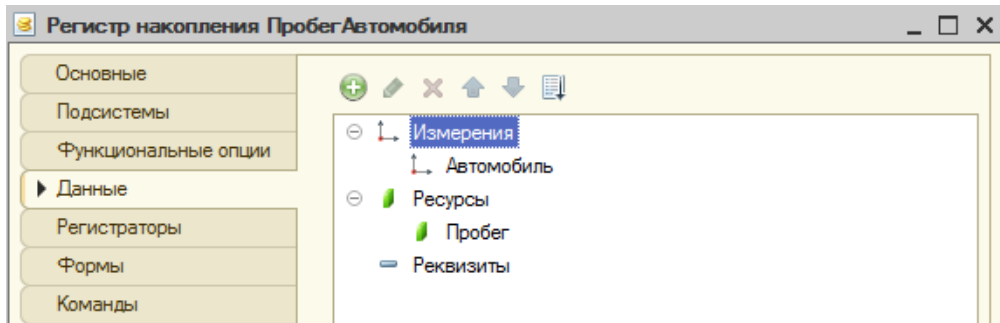 Регистр накопления ПробегАвтомобиля
Основные
Подсистемы
Функциональные опции
Данные
Регистраторы
Формы
Команды
Измерения
Автомобиль
Ресурсы
Пробег
Реквизиты